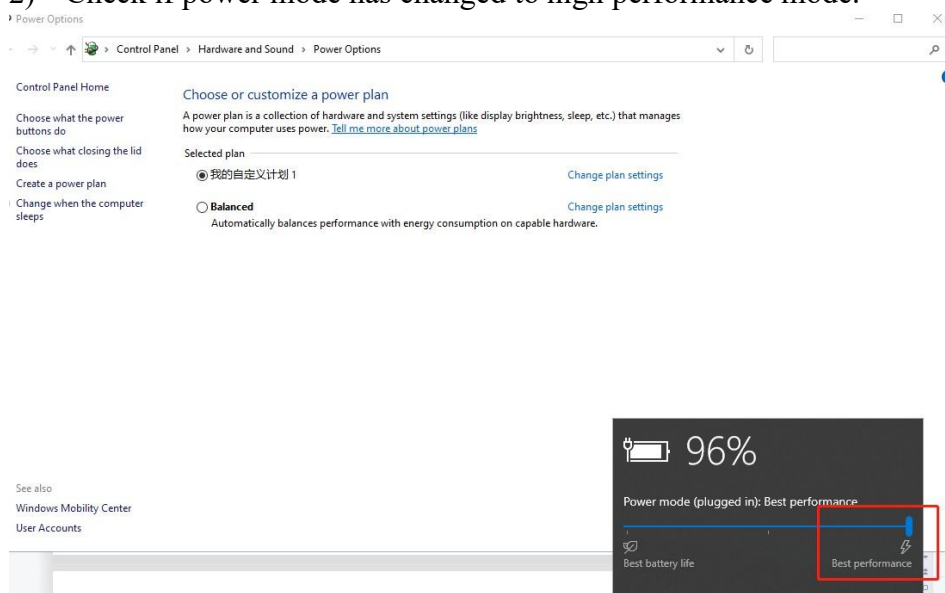 2) Check if power mode has changed to high performance mode.
Power Options
Control Panel > Hardware and Sound > Power Options
Control Panel Home
Choose what the power
buttons do
Choose what closing the lid
does
Create a power plan
Change when the computer
sleeps
Choose or customize a power plan
A power plan is a collection of hardware and system settings (like display brightness, sleep, etc.) that manages
how your computer uses power. Tell me more about power plans
Selected plan
我的自定义计划 1 Change plan settings
Balanced Change plan settings
Automatically balances performance with energy consumption on capable hardware.
See also
Windows Mobility Center
User Accounts
96%
Power mode (plugged in): Best performance
Best battery life Best performance